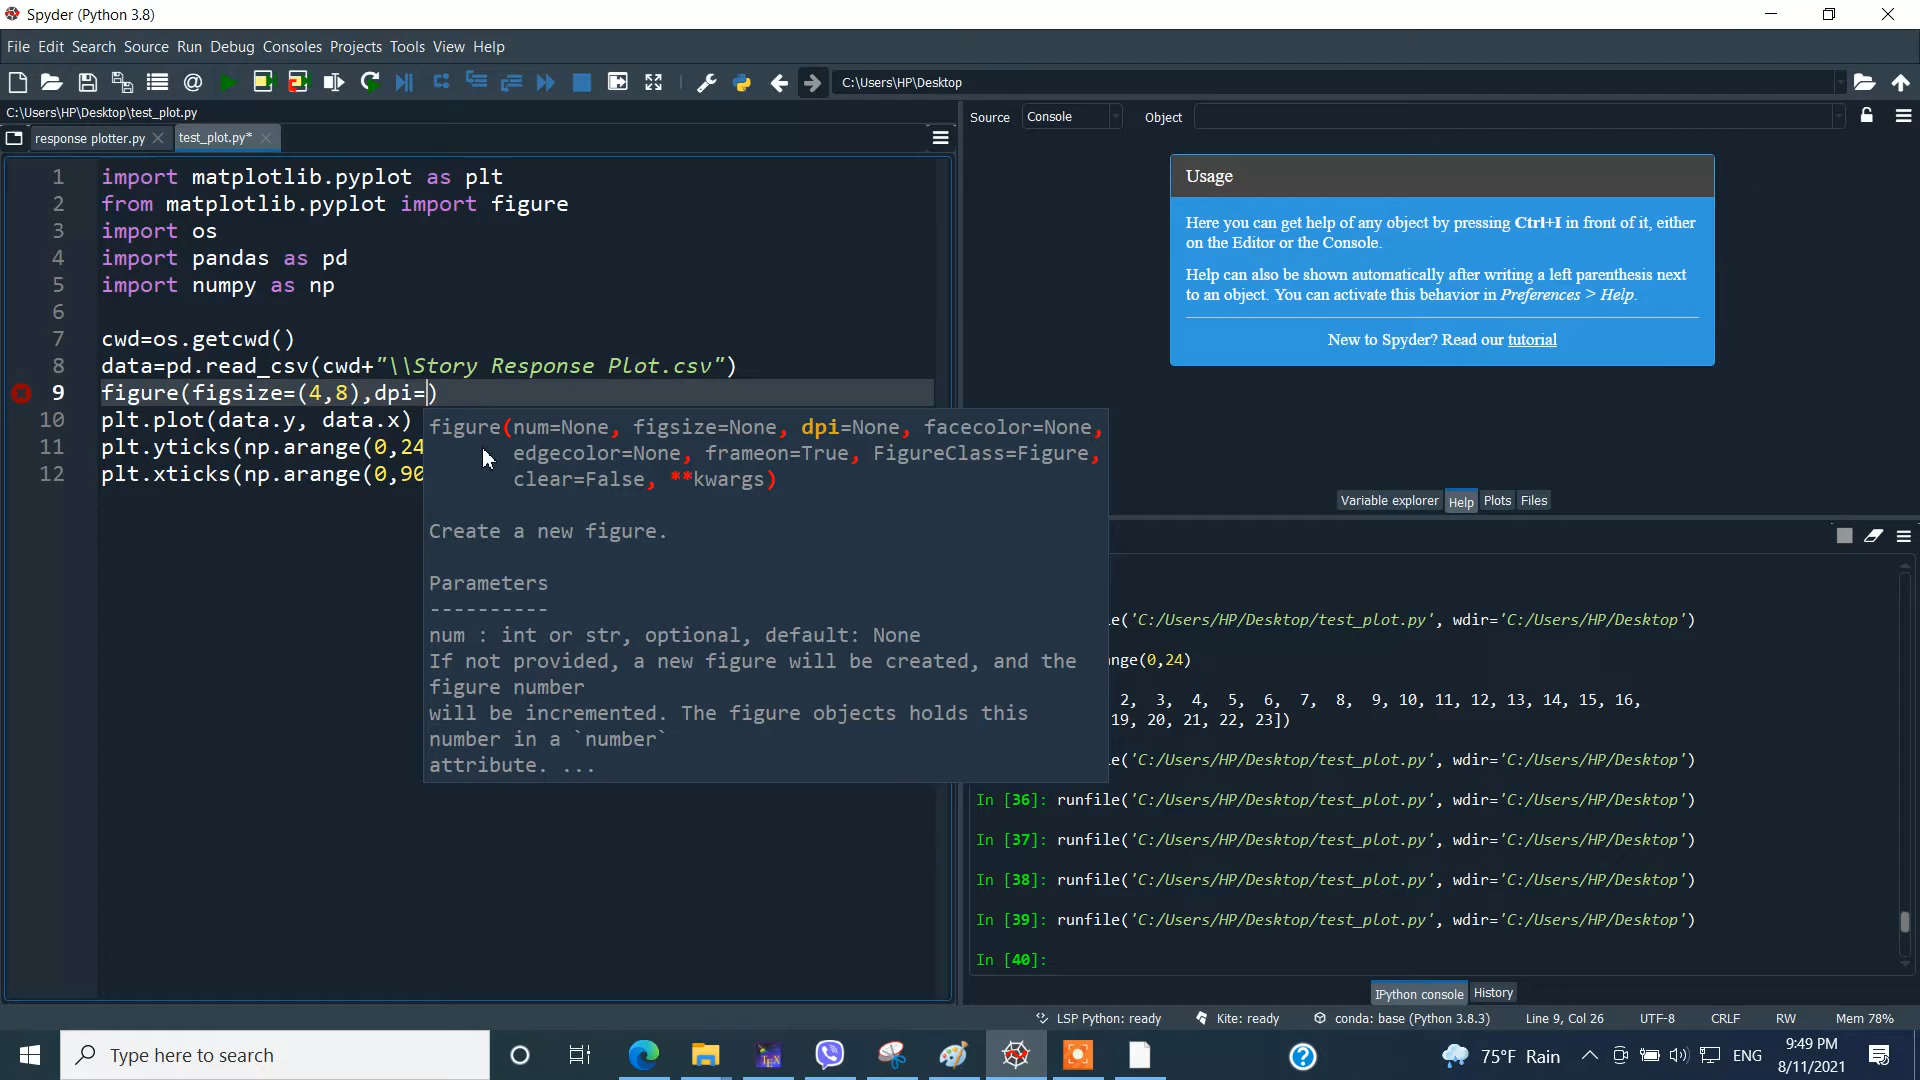 Spyder (Python 3.8)
File Edit Search Source Run Debug Consoles Projects Tools View Help
C:\Users\HP\Desktop
C:\Users\HP\Desktop\test_plot.py
response plotter.py
test_plot.py*
1 import matplotlib.pyplot as plt
2 from matplotlib.pyplot import figure
3 import os
4 import pandas as pd
5 import numpy as np
6
7 cwd=os.getcwd()
8 data=pd.read_csv(cwd+"\\Story Response Plot.csv")
9 figure(figsize=(4,8),dpi=)
10 plt.plot(data.y, data.x)
11 plt.yticks(np.arange(0,24
12 plt.xticks(np.arange(0,90
figure(num=None, figsize=None, dpi=None, facecolor=None,
edgecolor=None, frameon=True, FigureClass=Figure,
clear=False, **kwargs)
Create a new figure.
Parameters
----------
num : int or str, optional, default: None
If not provided, a new figure will be created, and the
figure number
will be incremented. The figure objects holds this
number in a `number`
attribute. ...
Source Console Object
Usage
Here you can get help of any object by pressing Ctrl+I in front of it, either
on the Editor or the Console.
Help can also be shown automatically after writing a left parenthesis next
to an object. You can activate this behavior in Preferences > Help.
New to Spyder? Read our tutorial
Variable explorer Help Plots Files
e('C:/Users/HP/Desktop/test_plot.py', wdir='C:/Users/HP/Desktop')
nge(0,24)
2, 3, 4, 5, 6, 7, 8, 9, 10, 11, 12, 13, 14, 15, 16,
19, 20, 21, 22, 23])
e('C:/Users/HP/Desktop/test_plot.py', wdir='C:/Users/HP/Desktop')
In [36]: runfile('C:/Users/HP/Desktop/test_plot.py', wdir='C:/Users/HP/Desktop')
In [37]: runfile('C:/Users/HP/Desktop/test_plot.py', wdir='C:/Users/HP/Desktop')
In [38]: runfile('C:/Users/HP/Desktop/test_plot.py', wdir='C:/Users/HP/Desktop')
In [39]: runfile('C:/Users/HP/Desktop/test_plot.py', wdir='C:/Users/HP/Desktop')
In [40]:
IPython console History
LSP Python: ready Kite: ready conda: base (Python 3.8.3) Line 9, Col 26 UTF-8 CRLF RW Mem 78%
Type here to search
75°F Rain
ENG
9:49 PM
8/11/2021